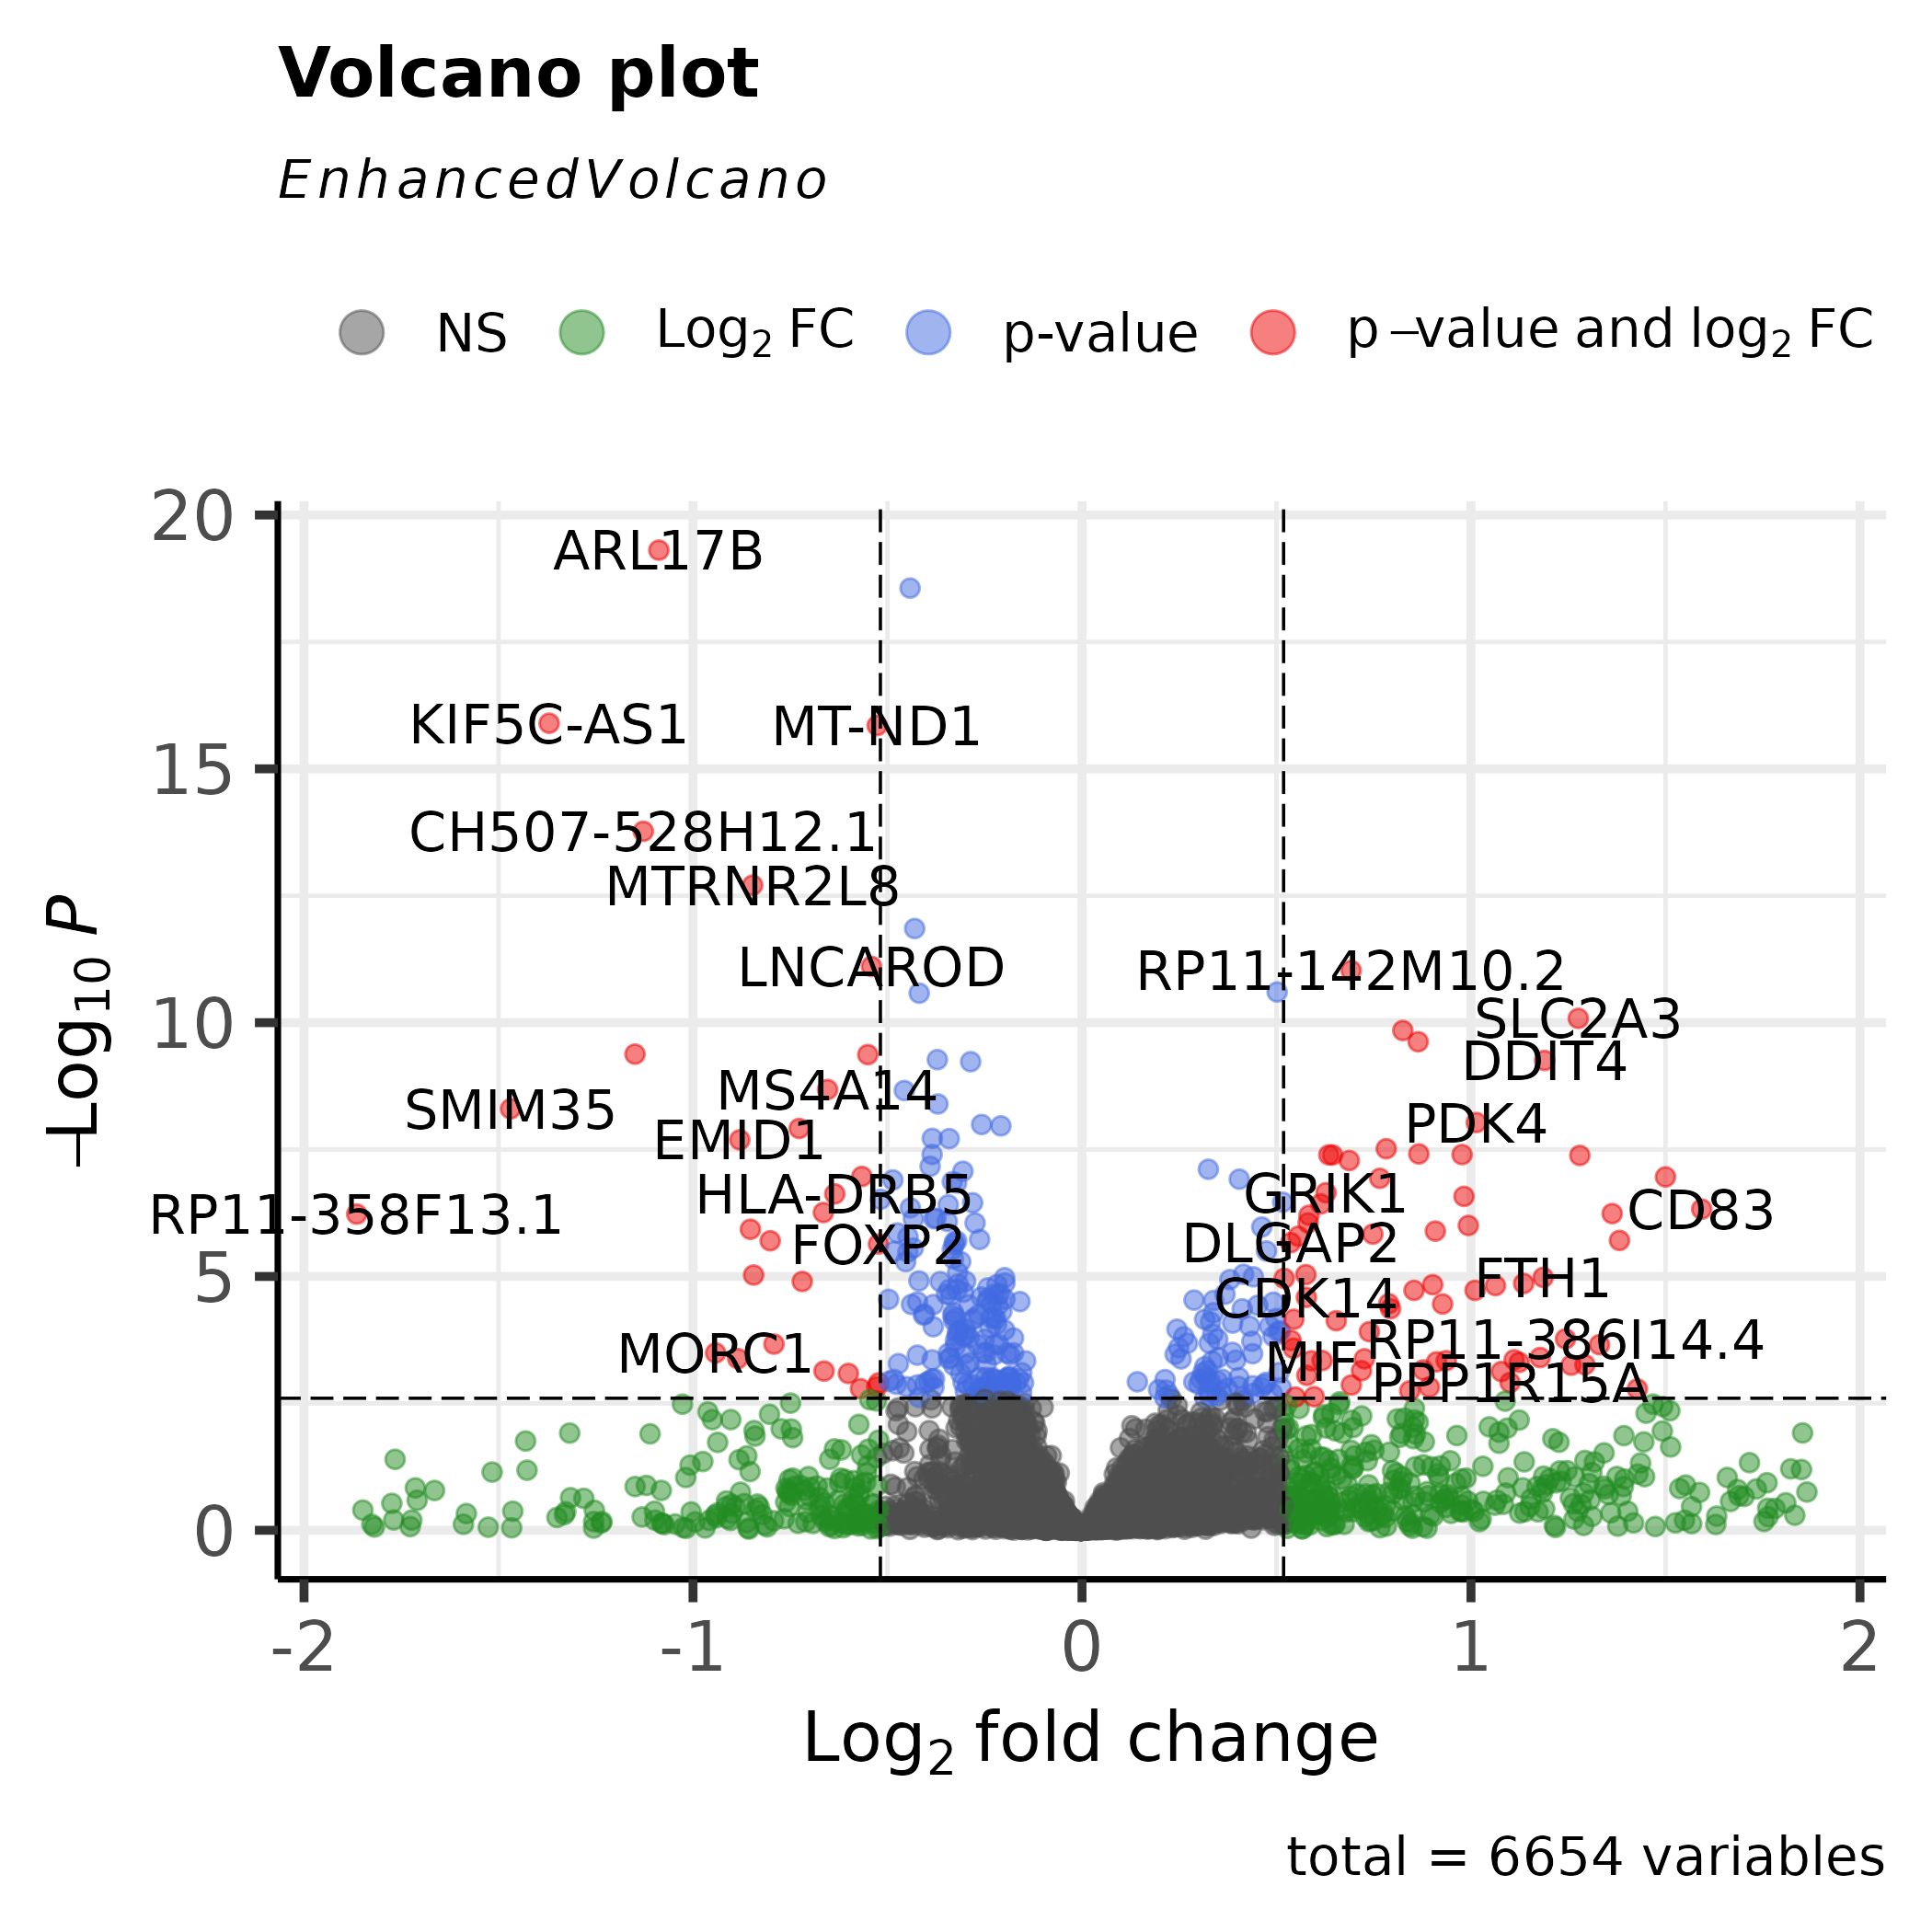 Volcano plot
EnhancedVolcano
NS Log₂ FC p-value p−value and log₂ FC
20
ARL17B
KIF5C-AS1 MT-ND1
15
CH507-528H12.1
MTRNR2L8
LNCAROD RP11-142M10.2
10 SLC2A3
DDIT4
MS4A14
SMIM35 PDK4
EMID1
HLA-DRB5 GRIK1
RP11-358F13.1 CD83
FOXP2 DLGAP2
5 FTH1
CDK14
MORC1 MIF RP11-386I14.4
PPP1R15A
0
−Log₁₀ P
-2 -1 0 1 2
Log₂ fold change
total = 6654 variables